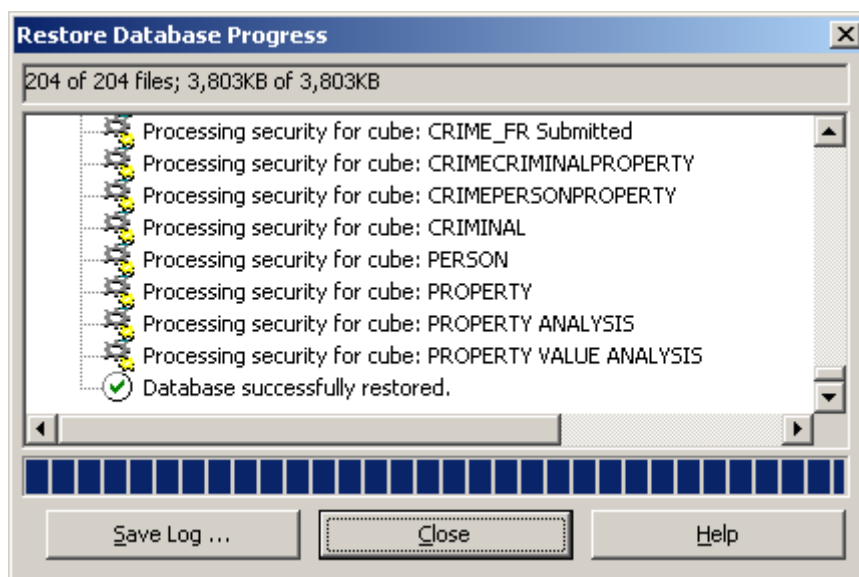 Restore Database Progress
204 of 204 files; 3,803KB of 3,803KB
Processing security for cube: CRIME_FR Submitted
Processing security for cube: CRIMECRIMINALPROPERTY
Processing security for cube: CRIMEPERSONPROPERTY
Processing security for cube: CRIMINAL
Processing security for cube: PERSON
Processing security for cube: PROPERTY
Processing security for cube: PROPERTY ANALYSIS
Processing security for cube: PROPERTY VALUE ANALYSIS
Database successfully restored.
Save Log ... Close Help